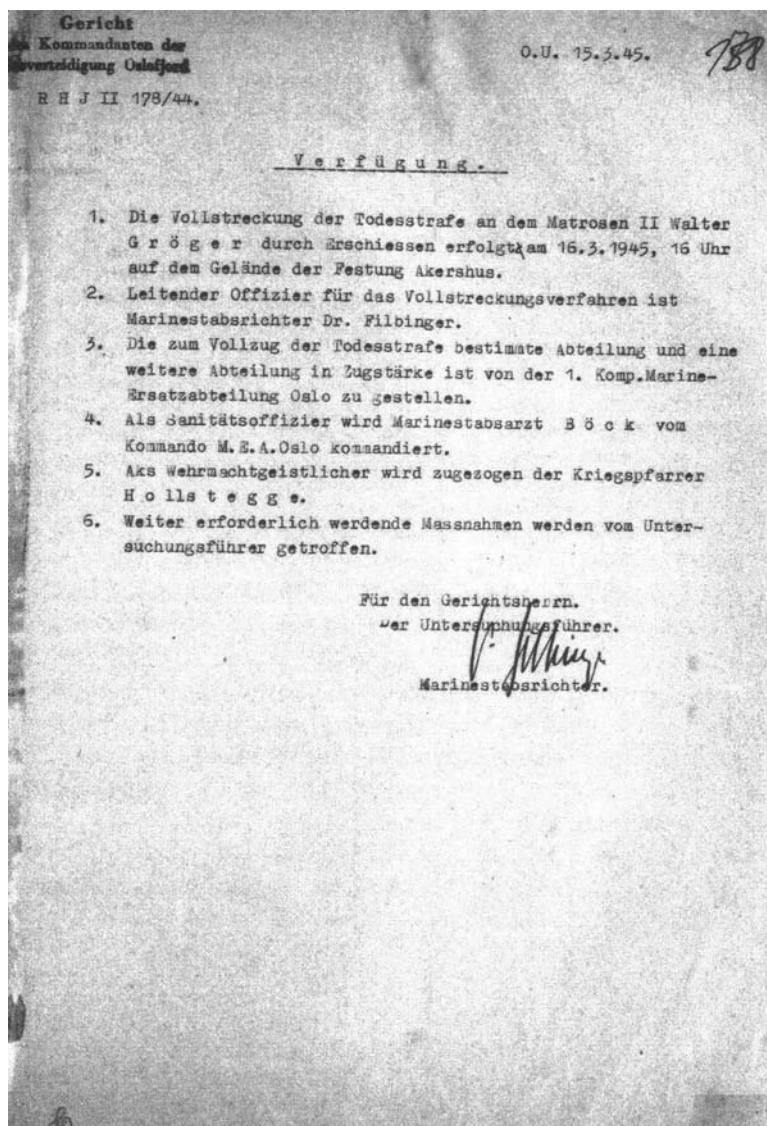 Gericht
Kommandanten der
Oslofjord
O.U. 15.3.45.
188
R H J II 178/44.
V e r f ü g u n g .
1. Die Vollstreckung der Todesstrafe an dem Matrosen II Walter
G r ö g e r durch Erschiessen erfolgt am 16.3.1945, 16 Uhr
auf dem Gelände der Festung Akershus.
2. Leitender Offizier für das Vollstreckungsverfahren ist
Marinestabsrichter Dr. Filbinger.
3. Die zum Vollzug der Todesstrafe bestimmte Abteilung und eine
weitere Abteilung in Zugstärke ist von der 1. Komp.Marine-
Ersatzabteilung Oslo zu gestellen.
4. Als Sanitätsoffizier wird Marinestabsarzt B ö c k vom
Kommando M.E.A.Oslo kommandiert.
5. Aks Wehrmachtgeistlicher wird zugezogen der Kriegspfarrer
H o l l s t e g g e.
6. Weiter erforderlich werdende Massnahmen werden vom Unter-
suchungsführer getroffen.
Für den Gerichtsherrn.
Der Untersuchungsführer.
Marinestabsrichter.